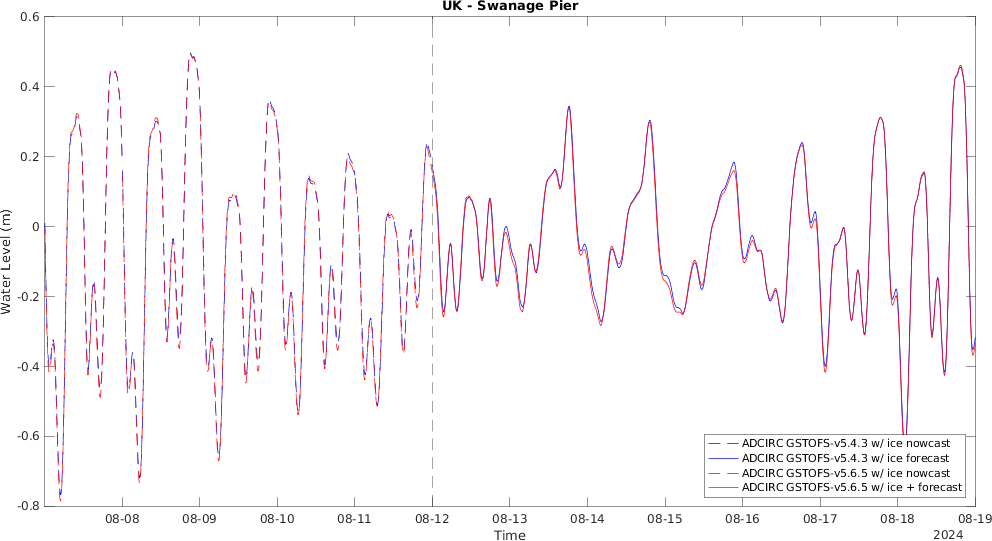 UK - Swanage Pier
0.6
0.4
0.2
0
-0.2
-0.4
-0.6
-0.8
Water Level (m)
ADCIRC GSTOFS-v5.4.3 w/ ice nowcast
ADCIRC GSTOFS-v5.4.3 w/ ice forecast
ADCIRC GSTOFS-v5.6.5 w/ ice nowcast
ADCIRC GSTOFS-v5.6.5 w/ ice + forecast
08-08 08-09 08-10 08-11 08-12 08-13 08-14 08-15 08-16 08-17 08-18 08-19
Time
2024